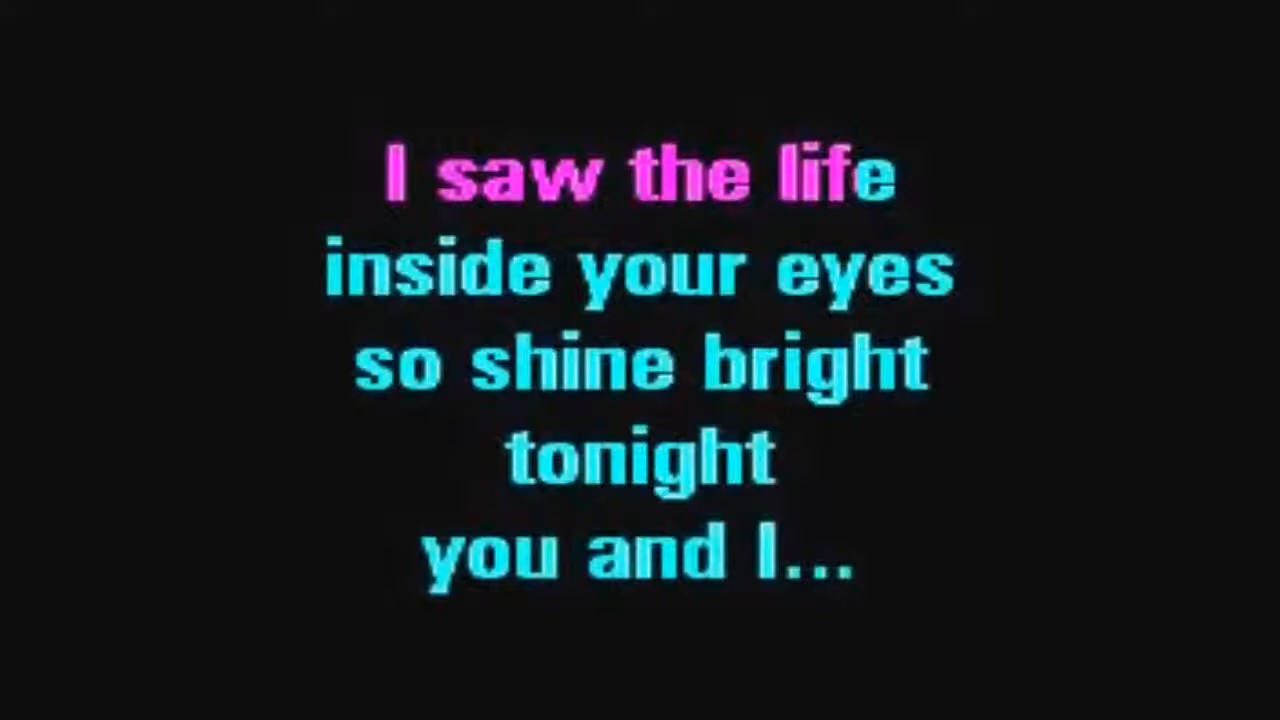 I saw the life
inside your eyes
so shine bright
tonight
you and I...